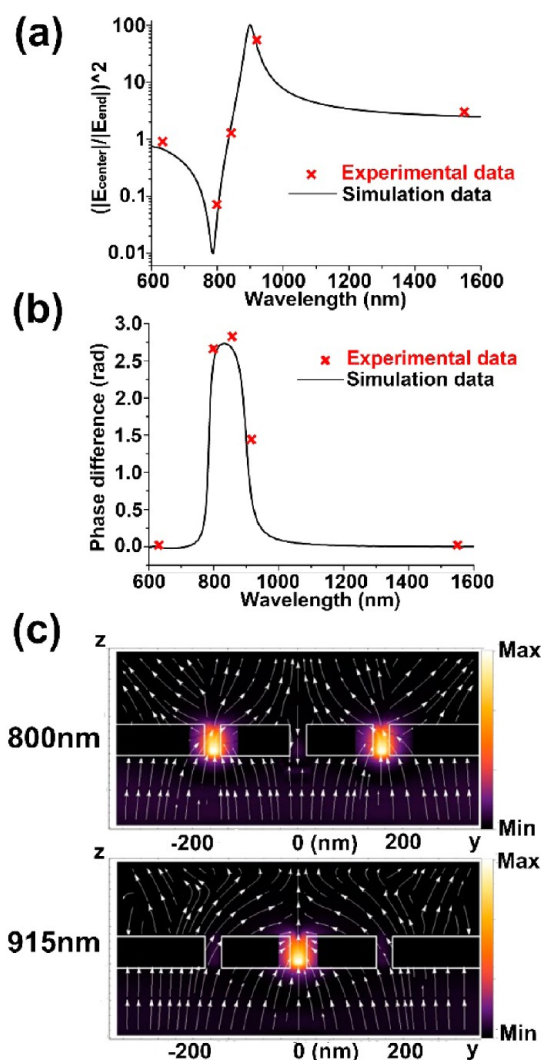 (a)
(|Ecenter|/|Eend|)^2
100
10
1
0.1
0.01
× Experimental data
Simulation data
600 800 1000 1200 1400 1600
Wavelength (nm)
(b)
Phase difference (rad)
3.0
2.5
2.0
1.5
1.0
0.5
0.0
× Experimental data
Simulation data
600 800 1000 1200 1400 1600
Wavelength (nm)
(c)
z
Max
800nm
Min
-200 0 (nm) 200 y
z
Max
915nm
Min
-200 0 (nm) 200 y